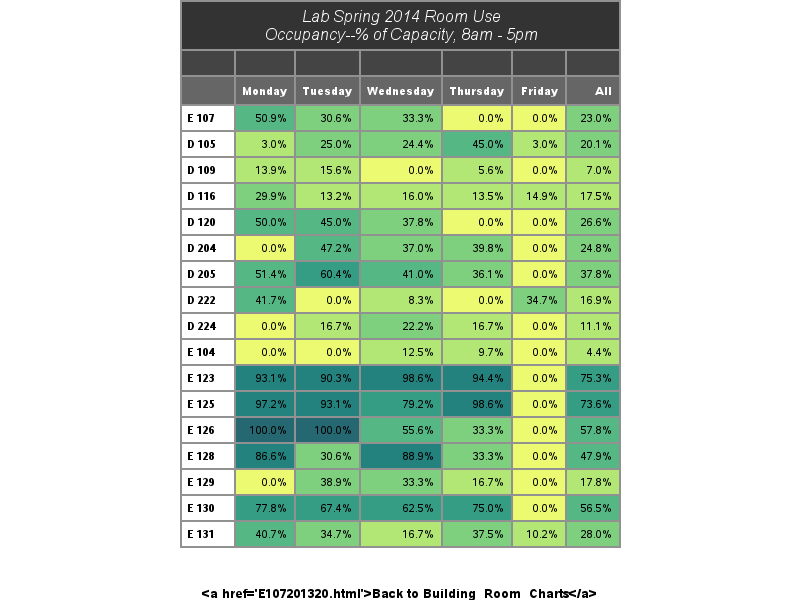 Lab Spring 2014 Room Use
Occupancy--% of Capacity, 8am - 5pm
Monday Tuesday Wednesday Thursday Friday All
E 107 50.9% 30.6% 33.3% 0.0% 0.0% 23.0%
D 105 3.0% 25.0% 24.4% 45.0% 3.0% 20.1%
D 109 13.9% 15.6% 0.0% 5.6% 0.0% 7.0%
D 116 29.9% 13.2% 16.0% 13.5% 14.9% 17.5%
D 120 50.0% 45.0% 37.8% 0.0% 0.0% 26.6%
D 204 0.0% 47.2% 37.0% 39.8% 0.0% 24.8%
D 205 51.4% 60.4% 41.0% 36.1% 0.0% 37.8%
D 222 41.7% 0.0% 8.3% 0.0% 34.7% 16.9%
D 224 0.0% 16.7% 22.2% 16.7% 0.0% 11.1%
E 104 0.0% 0.0% 12.5% 9.7% 0.0% 4.4%
E 123 93.1% 90.3% 98.6% 94.4% 0.0% 75.3%
E 125 97.2% 93.1% 79.2% 98.6% 0.0% 73.6%
E 126 100.0% 100.0% 55.6% 33.3% 0.0% 57.8%
E 128 86.6% 30.6% 88.9% 33.3% 0.0% 47.9%
E 129 0.0% 38.9% 33.3% 16.7% 0.0% 17.8%
E 130 77.8% 67.4% 62.5% 75.0% 0.0% 56.5%
E 131 40.7% 34.7% 16.7% 37.5% 10.2% 28.0%
<a href='E107201320.html'>Back to Building_Room_Charts</a>